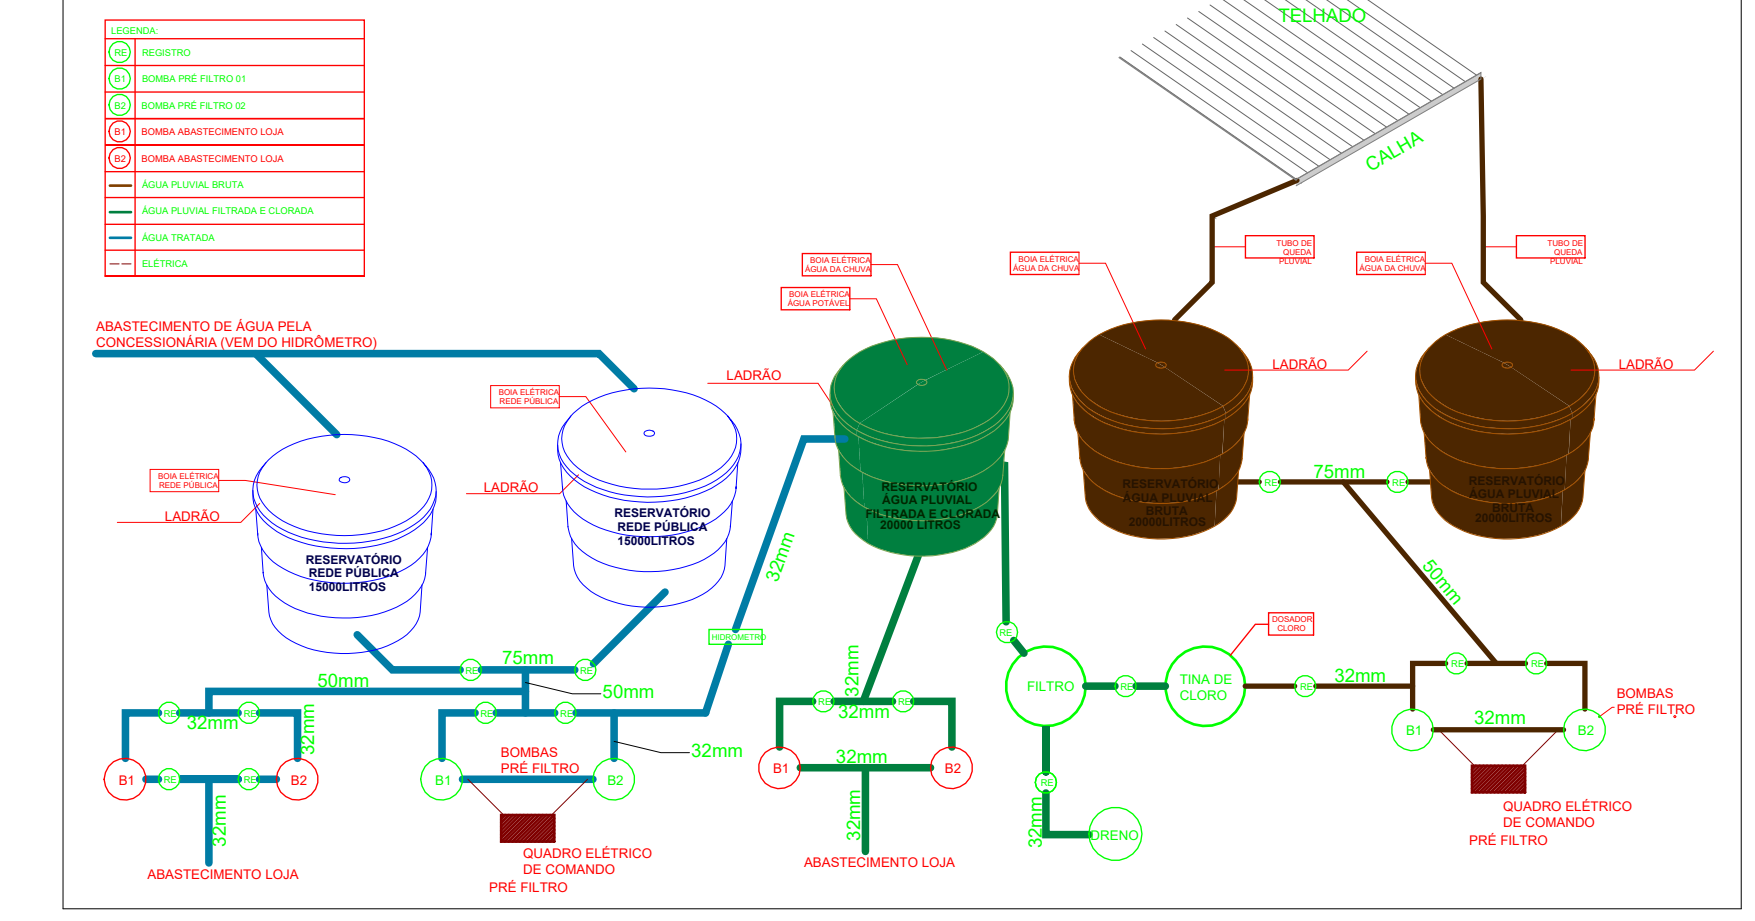 TELHADO
CALHA
LEGENDA:
RE REGISTRO
B1 BOMBA PRÉ FILTRO 01
B2 BOMBA PRÉ FILTRO 02
B1 BOMBA ABASTECIMENTO LOJA
B2 BOMBA ABASTECIMENTO LOJA
ÁGUA PLUVIAL BRUTA
ÁGUA PLUVIAL FILTRADA E CLORADA
ÁGUA TRATADA
ELÉTRICA
ABASTECIMENTO DE ÁGUA PELA
CONCESSIONÁRIA (VEM DO HIDRÔMETRO)
BOIA ELÉTRICA
REDE PÚBLICA
LADRÃO
RESERVATÓRIO
REDE PÚBLICA
15000LITROS
BOIA ELÉTRICA
REDE PÚBLICA
LADRÃO
RESERVATÓRIO
REDE PÚBLICA
15000LITROS
BOIA ELÉTRICA
ÁGUA DA CHUVA
BOIA ELÉTRICA
ÁGUA POTÁVEL
LADRÃO
RESERVATÓRIO
ÁGUA PLUVIAL
FILTRADA E CLORADA
20000 LITROS
BOIA ELÉTRICA
ÁGUA DA CHUVA
TUBO DE
QUEDA
PLUVIAL
LADRÃO
RESERVATÓRIO
ÁGUA PLUVIAL
BRUTA
20000LITROS
BOIA ELÉTRICA
ÁGUA DA CHUVA
TUBO DE
QUEDA
PLUVIAL
LADRÃO
RESERVATÓRIO
ÁGUA PLUVIAL
BRUTA
20000LITROS
RE
75mm
RE
50mm
RE
75mm
RE
50mm
50mm
RE
32mm
RE
32mm
B1
RE
RE
B2
32mm
ABASTECIMENTO LOJA
RE
RE
32mm
BOMBAS
PRÉ FILTRO
B1
B2
QUADRO ELÉTRICO
DE COMANDO
PRÉ FILTRO
HIDROMETRO
32mm
32mm
RE
32mm
RE
B1
32mm
B2
32mm
ABASTECIMENTO LOJA
RE
FILTRO
RE
TINA DE
CLORO
DOSADOR
CLORO
RE
32mm
RE
32mm
DRENO
RE
RE
BOMBAS
PRÉ FILTRO
B1
32mm
B2
QUADRO ELÉTRICO
DE COMANDO
PRÉ FILTRO